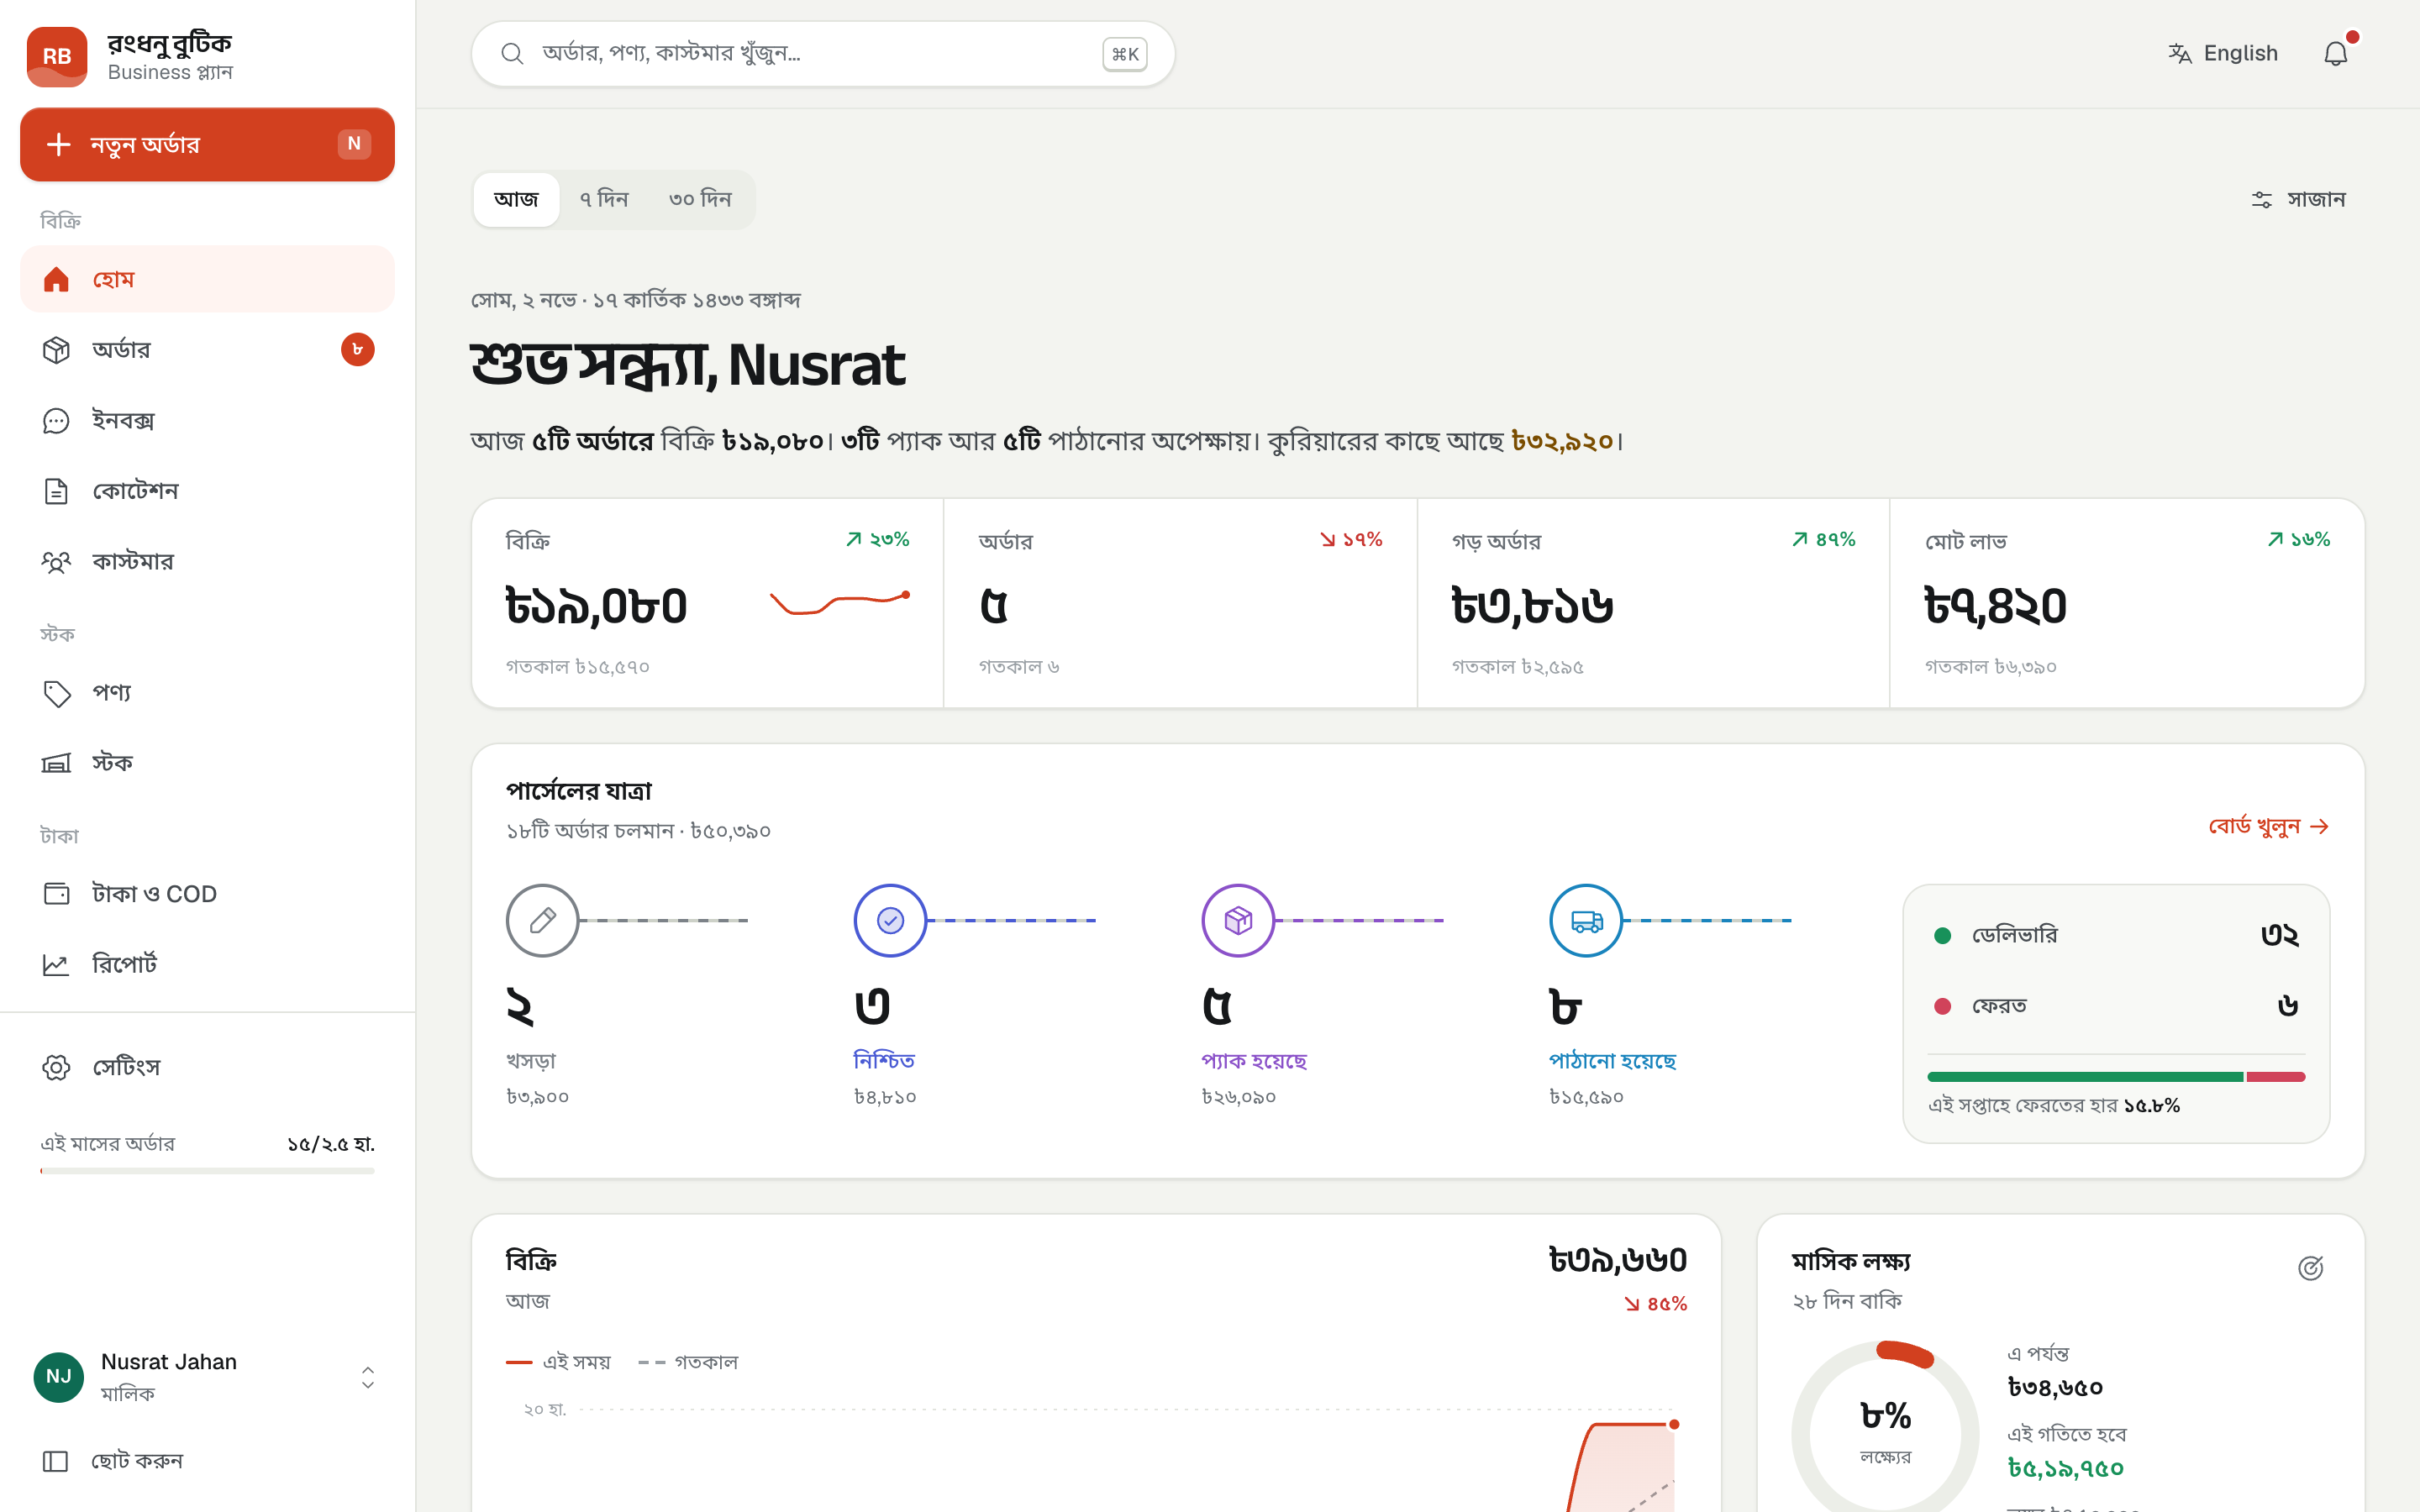 RB
রংধনু বুটিক
Business প্ল্যান
নতুন অর্ডার N
বিক্রি
হোম
অর্ডার ৮
ইনবক্স
কোটেশন
কাস্টমার
স্টক
পণ্য
স্টক
টাকা
টাকা ও COD
রিপোর্ট
সেটিংস
এই মাসের অর্ডার ১৫/২.৫ হা.
NJ
Nusrat Jahan
মালিক
ছোট করুন
অর্ডার, পণ্য, কাস্টমার খুঁজুন... ⌘K
English
আজ ৭ দিন ৩০ দিন
সাজান
সোম, ২ নভে · ১৭ কার্তিক ১৪৩৩ বঙ্গাব্দ
শুভ সন্ধ্যা, Nusrat
আজ ৫টি অর্ডারে বিক্রি ৳১৯,০৮০। ৩টি প্যাক আর ৫টি পাঠানোর অপেক্ষায়। কুরিয়ারের কাছে আছে ৳৩২,৯২০।
বিক্রি ২৩%
৳১৯,০৮০
গতকাল ৳১৫,৫৭০
অর্ডার ১৭%
৫
গতকাল ৬
গড় অর্ডার ৪৭%
৳৩,৮১৬
গতকাল ৳২,৫৯৫
মোট লাভ ১৬%
৳৭,৪২০
গতকাল ৳৬,৩৯০
পার্সেলের যাত্রা
১৮টি অর্ডার চলমান · ৳৫০,৩৯০
বোর্ড খুলুন →
২
খসড়া
৳৩,৯০০
৩
নিশ্চিত
৳৪,৮১০
৫
প্যাক হয়েছে
৳২৬,০৯০
৮
পাঠানো হয়েছে
৳১৫,৫৯০
ডেলিভারি ৩২
ফেরত ৬
এই সপ্তাহে ফেরতের হার ১৫.৮%
বিক্রি
আজ
৳৩৯,৬৬০
৪৫%
এই সময় গতকাল
২০ হা.
মাসিক লক্ষ্য
২৮ দিন বাকি
৮%
লক্ষ্যের
এ পর্যন্ত
৳৩৪,৬৫০
এই গতিতে হবে
৳৫,১৯,৭৫০